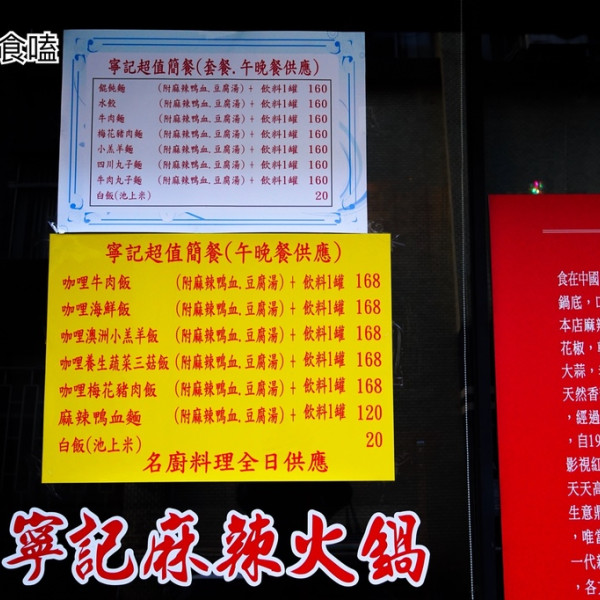 食嗑
寧記超值簡餐(套餐.午晚餐供應)
餛飩麵 (附麻辣鴨血.豆腐湯)+ 飲料1罐 160
水餃 (附麻辣鴨血.豆腐湯)+ 飲料1罐 160
牛肉麵 (附麻辣鴨血.豆腐湯)+ 飲料1罐 160
梅花豬肉麵 (附麻辣鴨血.豆腐湯)+ 飲料1罐 160
小羔羊麵 (附麻辣鴨血.豆腐湯)+ 飲料1罐 160
四川丸子麵 (附麻辣鴨血.豆腐湯)+ 飲料1罐 160
牛肉丸子麵 (附麻辣鴨血.豆腐湯)+ 飲料1罐 160
白飯(池上米) 20
寧記超值簡餐(午晚餐供應)
咖哩牛肉飯 (附麻辣鴨血.豆腐湯)+ 飲料1罐 168
咖哩海鮮飯 (附麻辣鴨血.豆腐湯)+ 飲料1罐 168
咖哩澳洲小羔羊飯 (附麻辣鴨血.豆腐湯)+ 飲料1罐 168
咖哩養生蔬菜三菇飯 (附麻辣鴨血.豆腐湯)+ 飲料1罐 168
咖哩梅花豬肉飯 (附麻辣鴨血.豆腐湯)+ 飲料1罐 168
麻辣鴨血麵 (附麻辣鴨血.豆腐湯)+ 飲料1罐 120
白飯(池上米) 20
名廚料理全日供應
寧記麻辣火鍋
食在中國
鍋底,
本店麻辣
花椒,
大蒜,
天然香
,經過
,自19
影視紅
天天高
生意鼎
,唯
一代
,各